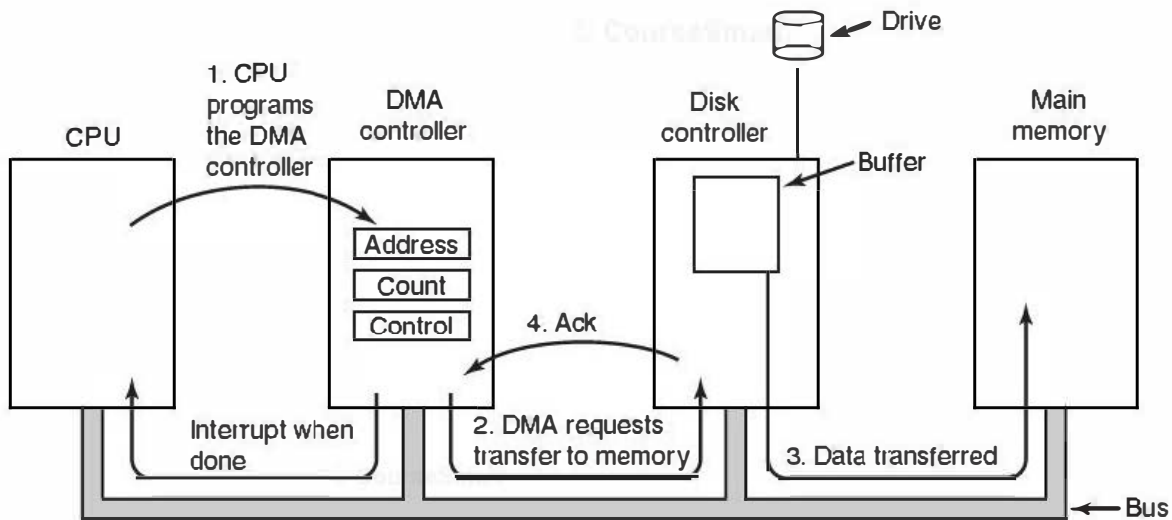 Drive
1. CPU
programs
the DMA
controller
CPU
DMA
controller
Disk
controller
Main
memory
Buffer
Address
Count
Control
4. Ack
Interrupt when
done
2. DMA requests
transfer to memory
3. Data transferred
Bus